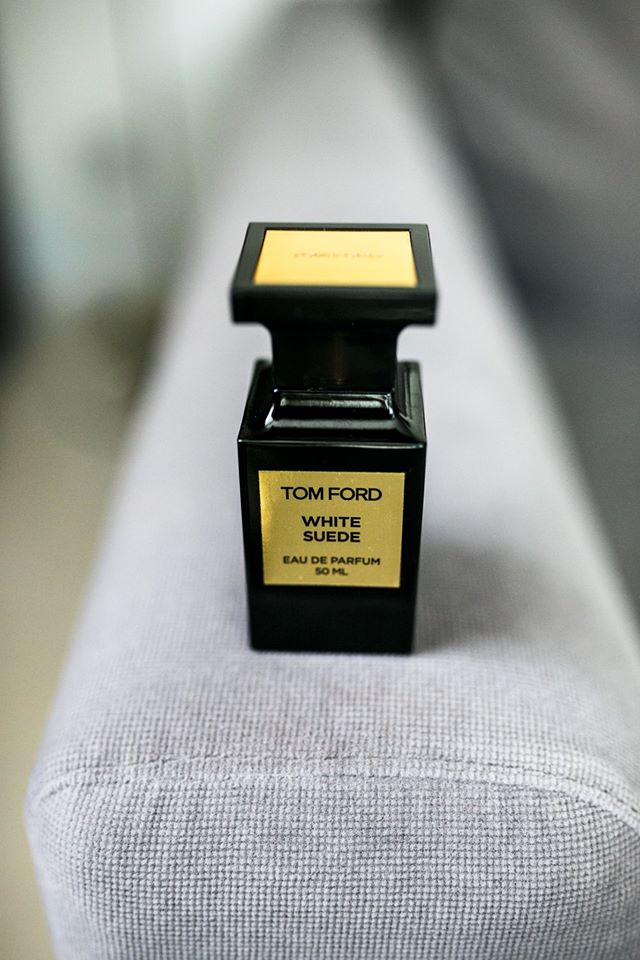 TOM FORD
WHITE
SUEDE
EAU DE PARFUM
50 ML